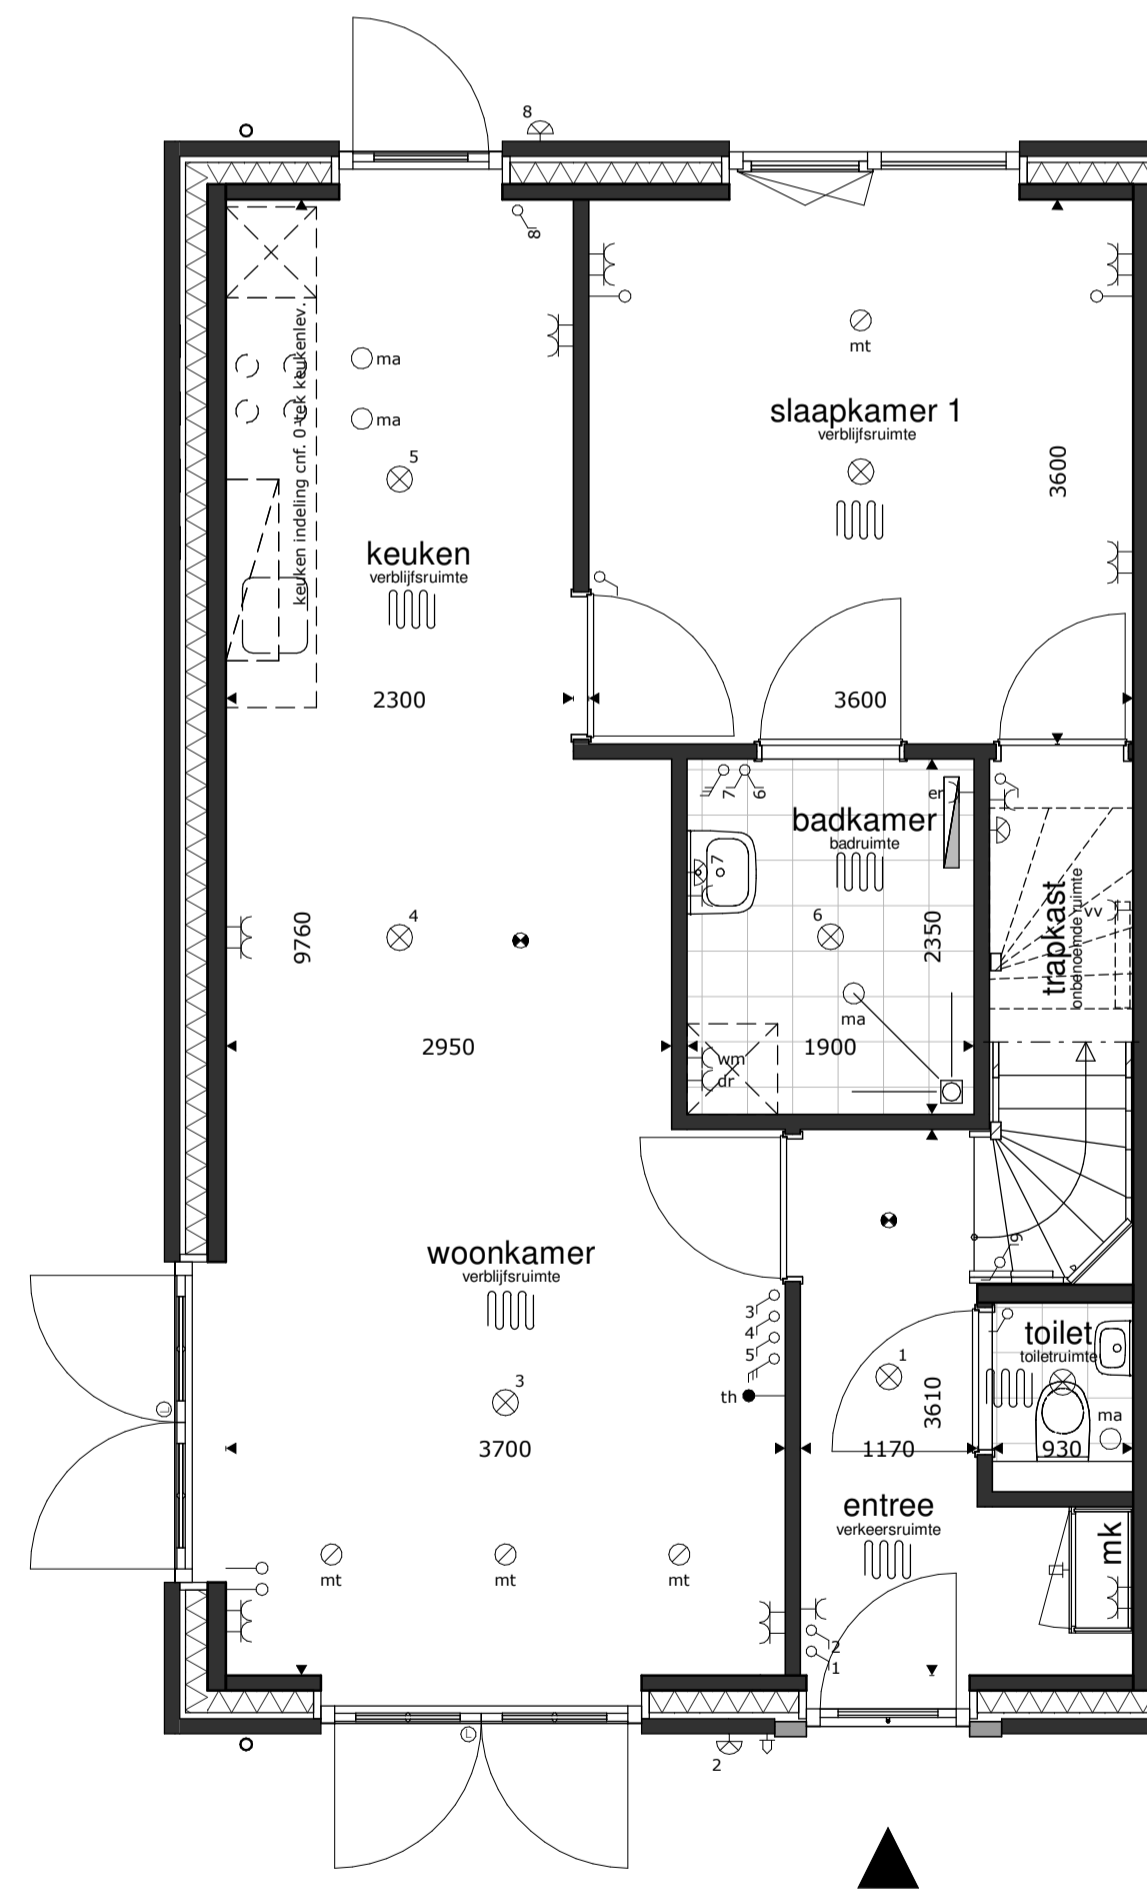 8
8
ma
ma
5
keuken indeling cnf. 0-tek keukenlev.
keuken
verblijfsruimte
2300
mt
slaapkamer 1
verblijfsruimte
3600
3600
7
6
er
badkamer
badruimte
7
6
2350
ma
wm
dr
1900
trapkast
onbenoemde ruimte
vv
9760
4
2950
woonkamer
verblijfsruimte
3
4
5
th
3
L
3700
mt
mt
mt
1
3610
1170
9
toilet
toiletruimte
ma
930
entree
verkeersruimte
mk
2
1
L
2